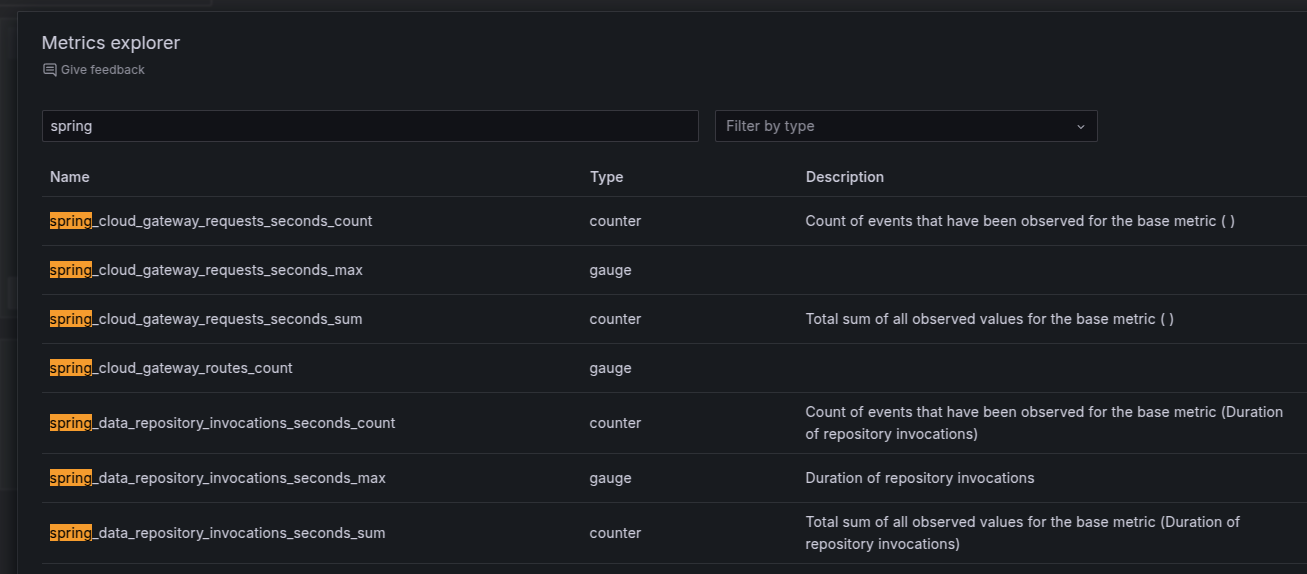 Metrics explorer
Give feedback
spring
Filter by type
Name Type Description
spring_cloud_gateway_requests_seconds_count counter Count of events that have been observed for the base metric ( )
spring_cloud_gateway_requests_seconds_max gauge
spring_cloud_gateway_requests_seconds_sum counter Total sum of all observed values for the base metric ( )
spring_cloud_gateway_routes_count gauge
spring_data_repository_invocations_seconds_count counter Count of events that have been observed for the base metric (Duration
of repository invocations)
spring_data_repository_invocations_seconds_max gauge Duration of repository invocations
spring_data_repository_invocations_seconds_sum counter Total sum of all observed values for the base metric (Duration of
repository invocations)